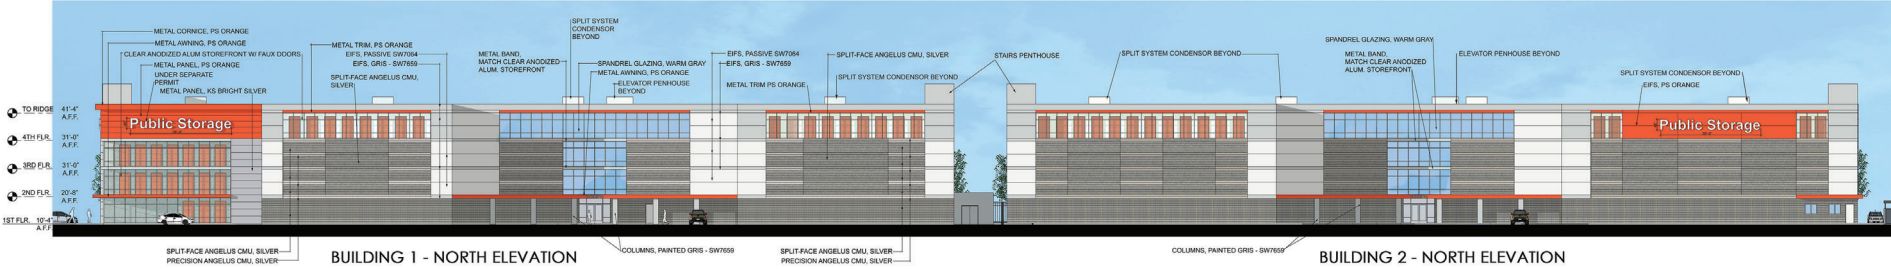 METAL CORNICE, PS ORANGE
METAL AWNING, PS ORANGE
CLEAR ANODIZED ALUM STOREFRONT W/ FAUX DOORS
METAL PANEL, PS ORANGE
UNDER SEPARATE
PERMIT
METAL PANEL, KS BRIGHT SILVER
METAL TRIM, PS ORANGE
EIFS, PASSIVE SW7064
EIFS, GRIS - SW7659
SPLIT-FACE ANGELUS CMU,
SILVER
METAL BAND,
MATCH CLEAR ANODIZED
ALUM. STOREFRONT
SPLIT SYSTEM
CONDENSOR
BEYOND
SPANDREL GLAZING, WARM GRAY
METAL AWNING, PS ORANGE
ELEVATOR PENHOUSE
BEYOND
EIFS, PASSIVE SW7064
EIFS, GRIS - SW7659
METAL TRIM PS ORANGE
SPLIT-FACE ANGELUS CMU, SILVER
SPLIT SYSTEM CONDENSOR BEYOND
STAIRS PENTHOUSE
SPLIT SYSTEM CONDENSOR BEYOND
SPANDREL GLAZING, WARM GRAY
METAL BAND,
MATCH CLEAR ANODIZED
ALUM. STOREFRONT
ELEVATOR PENHOUSE BEYOND
SPLIT SYSTEM CONDENSOR BEYOND
EIFS, PS ORANGE
TO RIDGE 41'-4"
A.F.F.
4TH FLR. 31'-0"
A.F.F.
3RD FLR. 31'-0"
A.F.F.
2ND FLR. 20'-8"
A.F.F.
1ST FLR. 10'-4"
A.F.F.
Public Storage
Public Storage
SPLIT-FACE ANGELUS CMU, SILVER
PRECISION ANGELUS CMU, SILVER
BUILDING 1 - NORTH ELEVATION
COLUMNS, PAINTED GRIS - SW7659
SPLIT-FACE ANGELUS CMU, SILVER
PRECISION ANGELUS CMU, SILVER
COLUMNS, PAINTED GRIS - SW7659
BUILDING 2 - NORTH ELEVATION